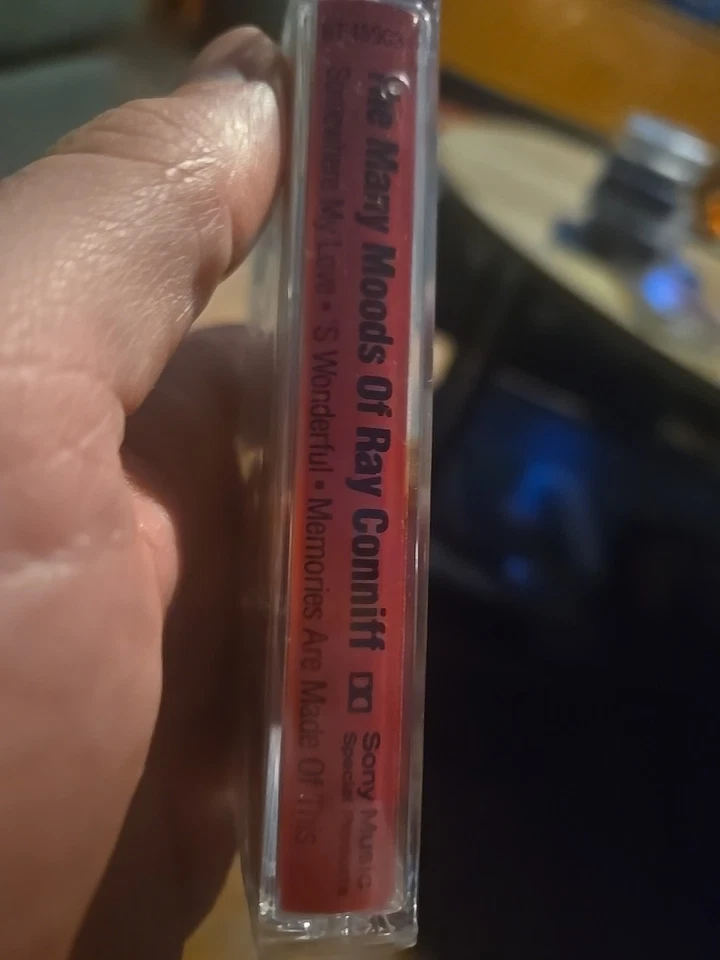 The Many Moods Of Ray Conniff
Somewhere My Love • 'S Wonderful • Memories Are Made Of This
Sony Music
Special Products